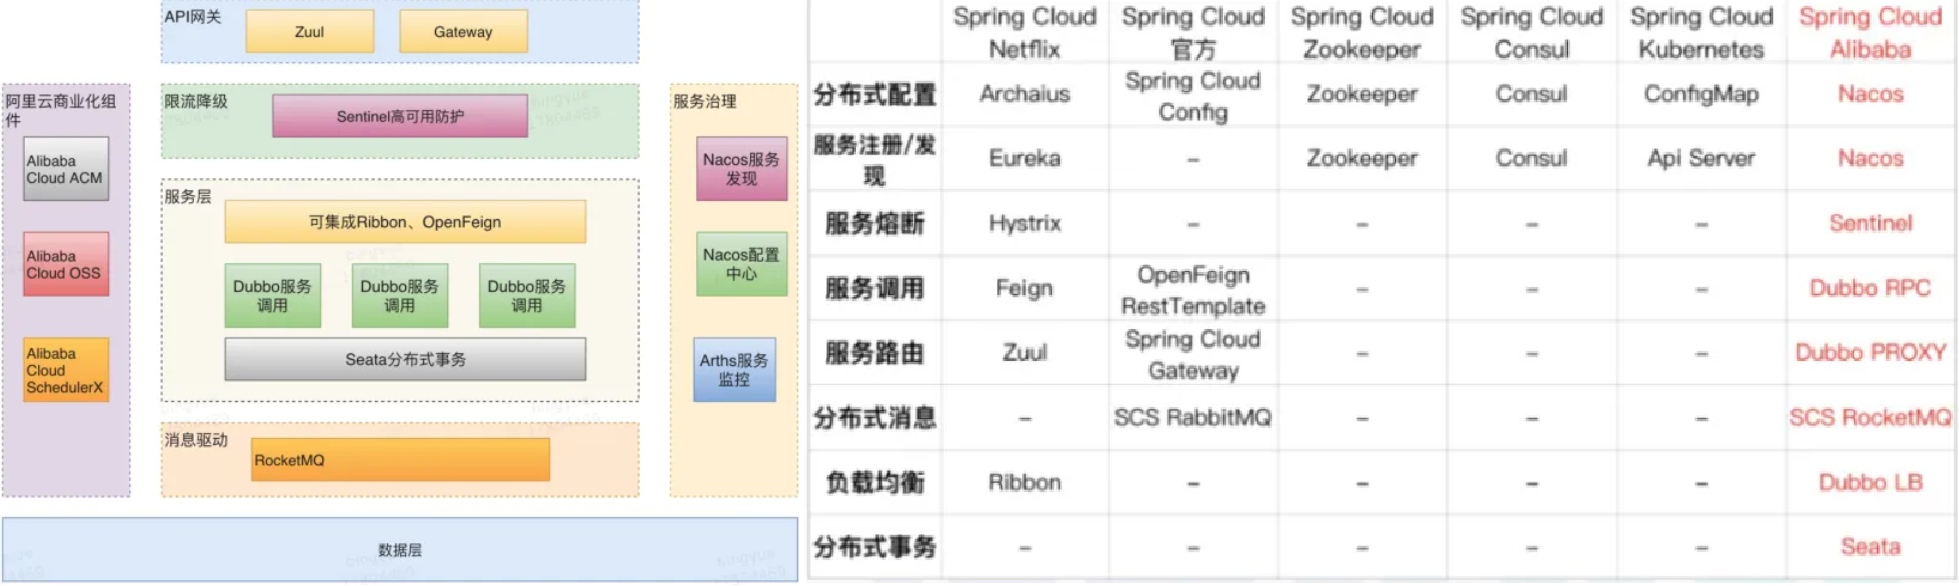 API网关
Zuul
Gateway
阿里云商业化组
件
Alibaba
Cloud ACM
Alibaba
Cloud OSS
Alibaba
Cloud
SchedulerX
限流降级
Sentinel高可用防护
服务层
可集成Ribbon、OpenFeign
Dubbo服务
调用
Dubbo服务
调用
Dubbo服务
调用
Seata分布式事务
消息驱动
RocketMQ
服务治理
Nacos服务
发现
Nacos配置
中心
Arths服务
监控
数据层
Spring Cloud
Netflix
Spring Cloud
官方
Spring Cloud
Zookeeper
Spring Cloud
Consul
Spring Cloud
Kubernetes
Spring Cloud
Alibaba
分布式配置
Archaius
Spring Cloud
Config
Zookeeper
Consul
ConfigMap
Nacos
服务注册/发
现
Eureka
–
Zookeeper
Consul
Api Server
Nacos
服务熔断
Hystrix
–
–
–
–
Sentinel
服务调用
Feign
OpenFeign
RestTemplate
–
–
–
Dubbo RPC
服务路由
Zuul
Spring Cloud
Gateway
–
–
–
Dubbo PROXY
分布式消息
–
SCS RabbitMQ
–
–
–
SCS RocketMQ
负载均衡
Ribbon
–
–
–
–
Dubbo LB
分布式事务
–
–
–
–
–
Seata